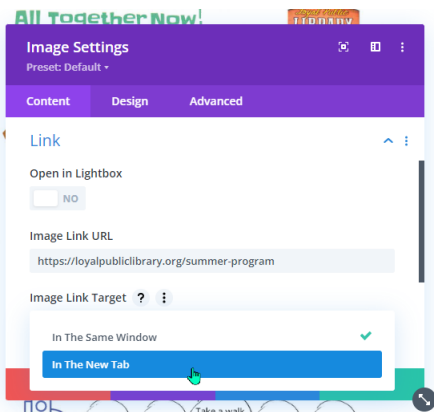 All Together Now!
LIBRARY
Image Settings
Preset: Default
Content Design Advanced
Link
Open in Lightbox
NO
Image Link URL
https://loyalpubliclibrary.org/summer-program
Image Link Target ?
In The Same Window
In The New Tab
Take a walk